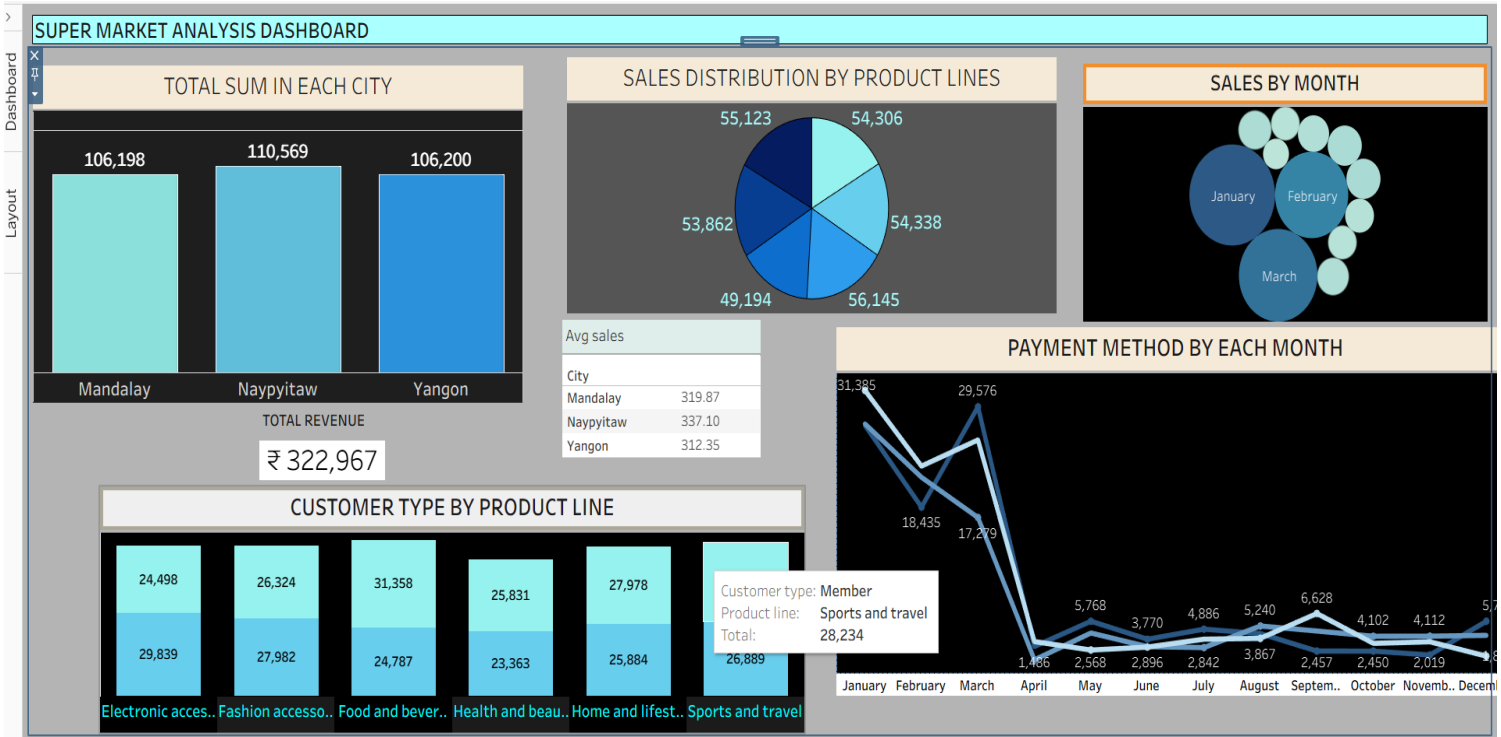 SUPER MARKET ANALYSIS DASHBOARD
Dashboard
Layout
TOTAL SUM IN EACH CITY
106,198
110,569
106,200
Mandalay Naypyitaw Yangon
TOTAL REVENUE
₹ 322,967
SALES DISTRIBUTION BY PRODUCT LINES
55,123 54,306
53,862 54,338
49,194 56,145
Avg sales
City
Mandalay 319.87
Naypyitaw 337.10
Yangon 312.35
SALES BY MONTH
January February
March
PAYMENT METHOD BY EACH MONTH
31,385
29,576
18,435
17,279
1,486
5,768
2,568
3,770
2,896
4,886
2,842
5,240
3,867
6,628
2,457
4,102
2,450
4,112
2,019
January February March April May June July August Septem.. October Novemb.. Decem
CUSTOMER TYPE BY PRODUCT LINE
24,498 26,324 31,358 25,831 27,978
29,839 27,982 24,787 23,363 25,884 26,889
Electronic acces.. Fashion accesso.. Food and bever.. Health and beau.. Home and lifest.. Sports and travel
Customer type: Member
Product line: Sports and travel
Total: 28,234